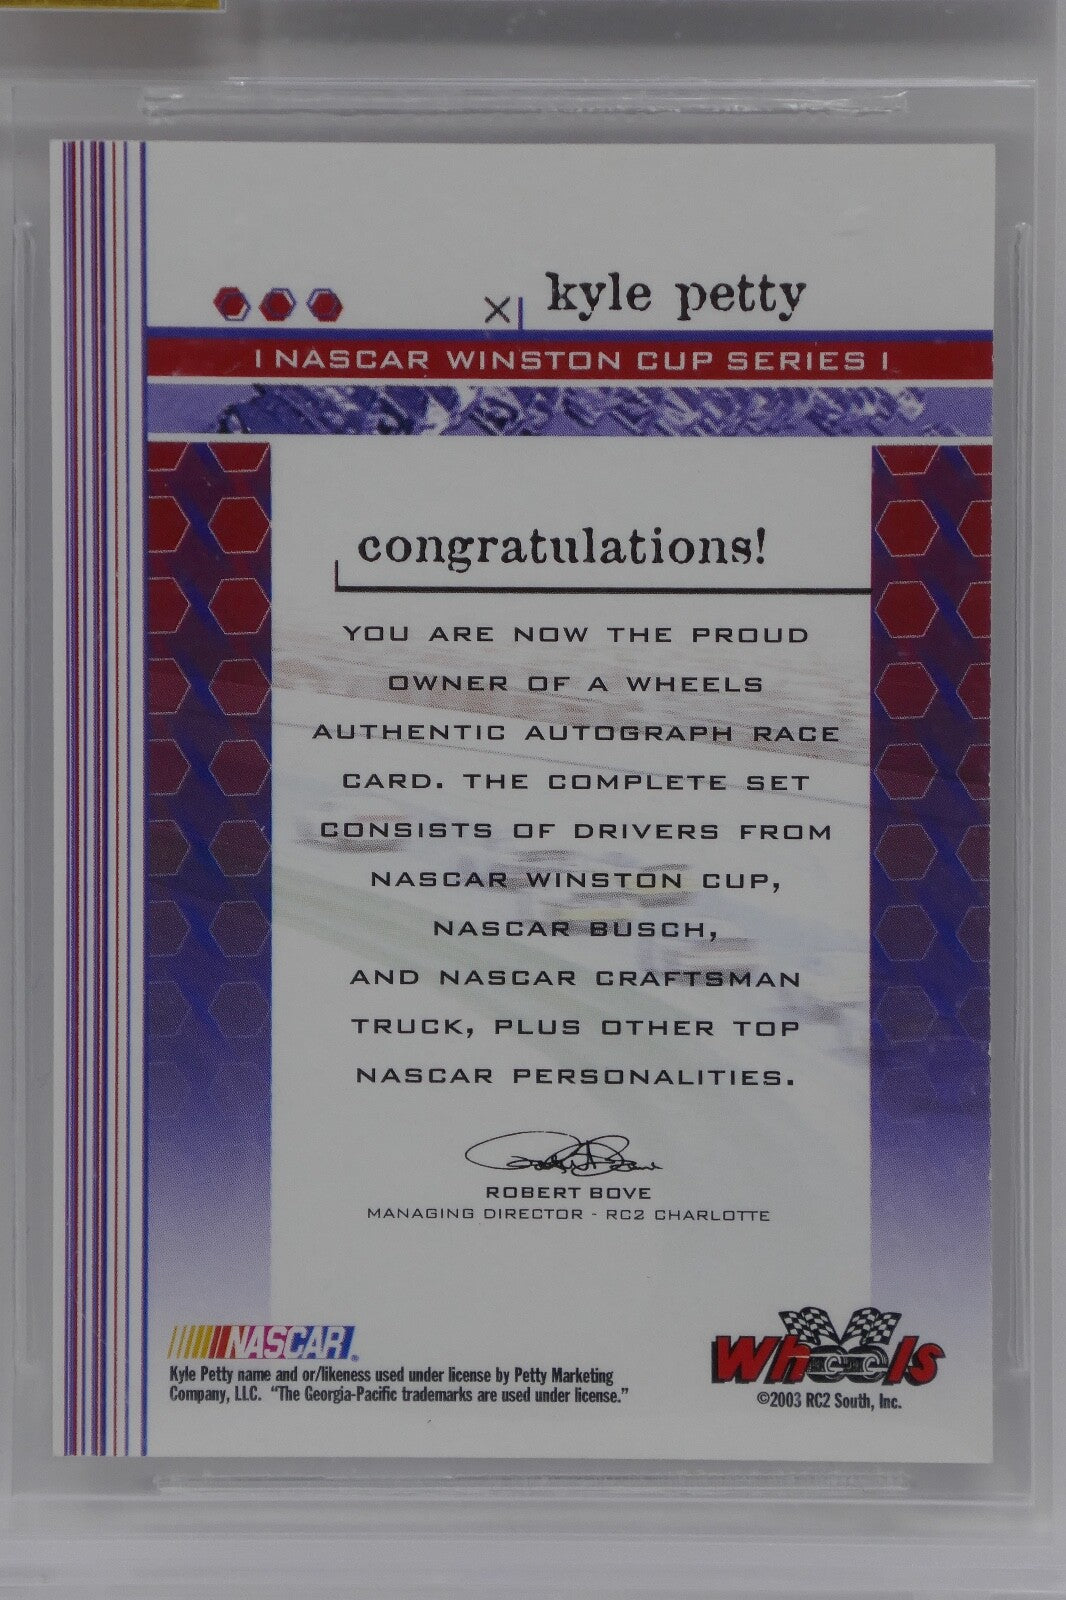 x kyle petty
| NASCAR WINSTON CUP SERIES |
congratulations!
YOU ARE NOW THE PROUD
OWNER OF A WHEELS
AUTHENTIC AUTOGRAPH RACE
CARD. THE COMPLETE SET
CONSISTS OF DRIVERS FROM
NASCAR WINSTON CUP,
NASCAR BUSCH,
AND NASCAR CRAFTSMAN
TRUCK, PLUS OTHER TOP
NASCAR PERSONALITIES.
ROBERT BOVE
MANAGING DIRECTOR - RC2 CHARLOTTE
NASCAR®
Kyle Petty name and or/likeness used under license by Petty Marketing
Company, LLC. "The Georgia-Pacific trademarks are used under license."
Wheels
©2003 RC2 South, Inc.